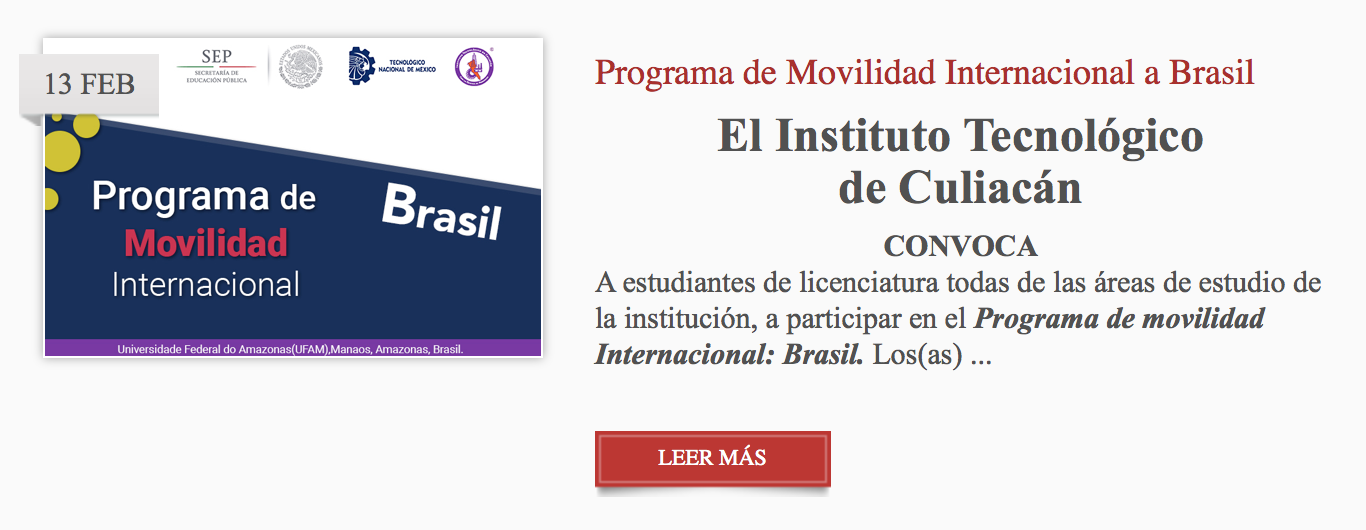 13 FEB
SEP
SECRETARÍA DE
EDUCACIÓN PÚBLICA
TECNOLÓGICO
NACIONAL DE MÉXICO
Programa de
Movilidad
Internacional
Brasil
Universidade Federal do Amazonas(UFAM),Manaos, Amazonas, Brasil.
Programa de Movilidad Internacional a Brasil
El Instituto Tecnológico
de Culiacán
CONVOCA
A estudiantes de licenciatura todas de las áreas de estudio de
la institución, a participar en el Programa de movilidad
Internacional: Brasil. Los(as) ...
LEER MÁS